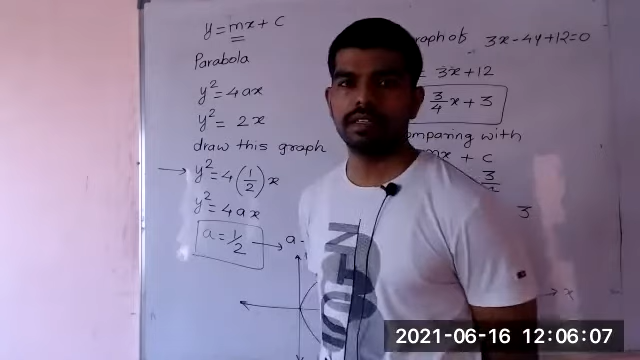 y = mx + c
Parabola
y² = 4ax
y² = 2x
draw this graph
y² = 4(1/2)x
y² = 4ax
a = 1/2
a
raph of 3x - 4y + 12 = 0
= 3x + 12
3/4 x + 3
comparing with
mx + c
3
x
2021-06-16 12:06:07